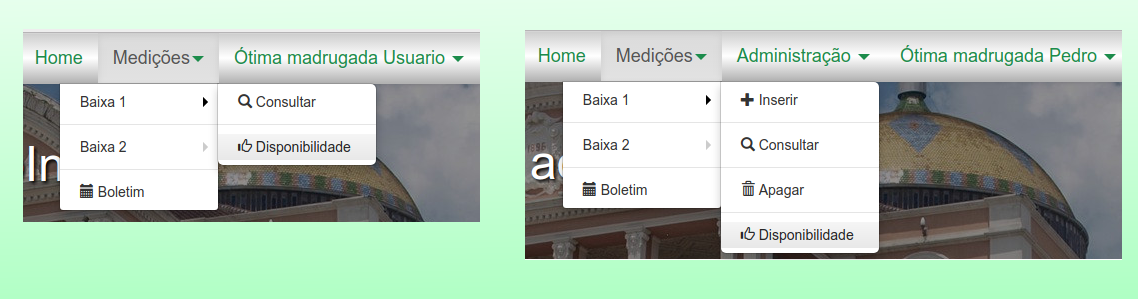 Home Medições Ótima madrugada Usuario
Baixa 1 Consultar
Baixa 2 Disponibilidade
In
Boletim
Home Medições Administração Ótima madrugada Pedro
Baixa 1 Inserir
Baixa 2 Consultar
Boletim Apagar
Disponibilidade